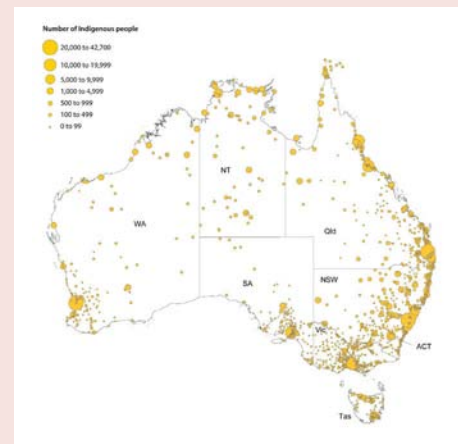 Number of Indigenous people
20,000 to 42,700
10,000 to 19,999
5,000 to 9,999
1,000 to 4,999
500 to 999
100 to 499
0 to 99
NT
WA
Qld
SA
NSW
Vic
ACT
Tas